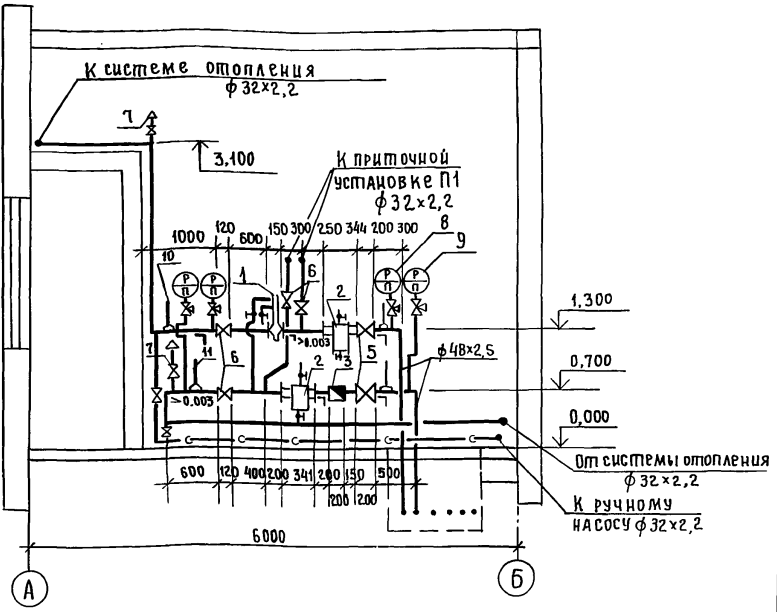 К системе отопления
ф 32×2,2
7
3,100
К приточной
установке П1
ф 32×2,2
8
9
1000 120 600 150 300 250 344 200 300
10
1
6
2
Р П
Р П
Р П
Р П
1,300
>0.003
7
11
6
2
3
5
ф 48×2,5
0,700
≥0.003
0,000
От системы отопления
ф 32×2,2
600 120 400 200 341 200 150 500
200 200
К ручному
насосу ф 32×2,2
6000
А
Б